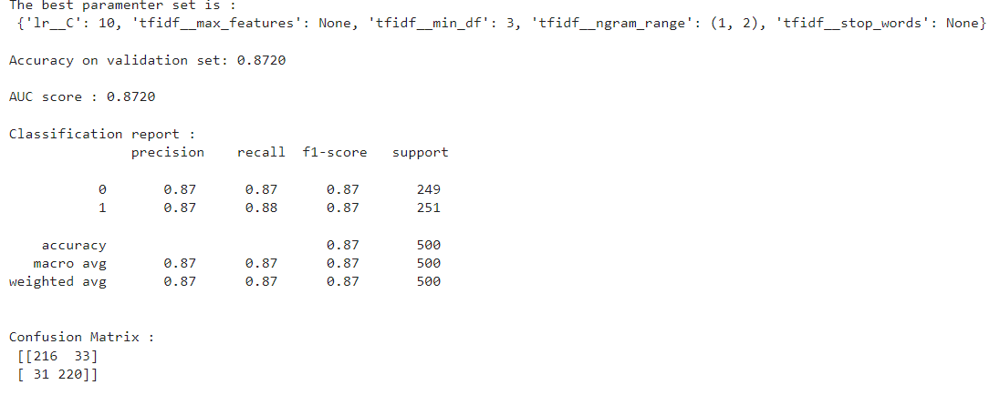 The best paramenter set is :
{'lr__C': 10, 'tfidf__max_features': None, 'tfidf__min_df': 3, 'tfidf__ngram_range': (1, 2), 'tfidf__stop_words': None}
Accuracy on validation set: 0.8720
AUC score : 0.8720
Classification report :
precision recall f1-score support
0 0.87 0.87 0.87 249
1 0.87 0.88 0.87 251
accuracy 0.87 500
macro avg 0.87 0.87 0.87 500
weighted avg 0.87 0.87 0.87 500
Confusion Matrix :
[[216 33]
[ 31 220]]